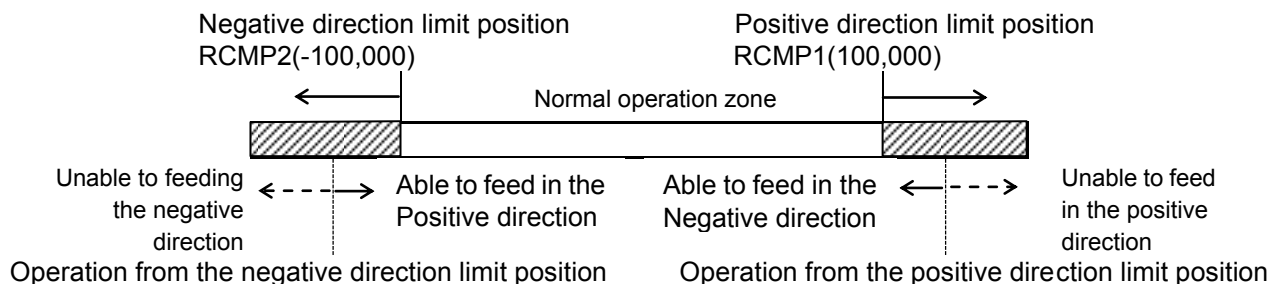 Negative direction limit position
RCMP2(-100,000)
Positive direction limit position
RCMP1(100,000)
Normal operation zone
Unable to feeding
the negative
direction
Able to feed in the
Positive direction
Able to feed in the
Negative direction
Unable to feed
in the positive
direction
Operation from the negative direction limit position
Operation from the positive direction limit position